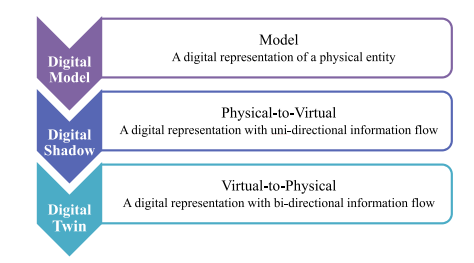 Digital
Model
Model
A digital representation of a physical entity
Digital
Shadow
Physical-to-Virtual
A digital representation with uni-directional information flow
Digital
Twin
Virtual-to-Physical
A digital representation with bi-directional information flow